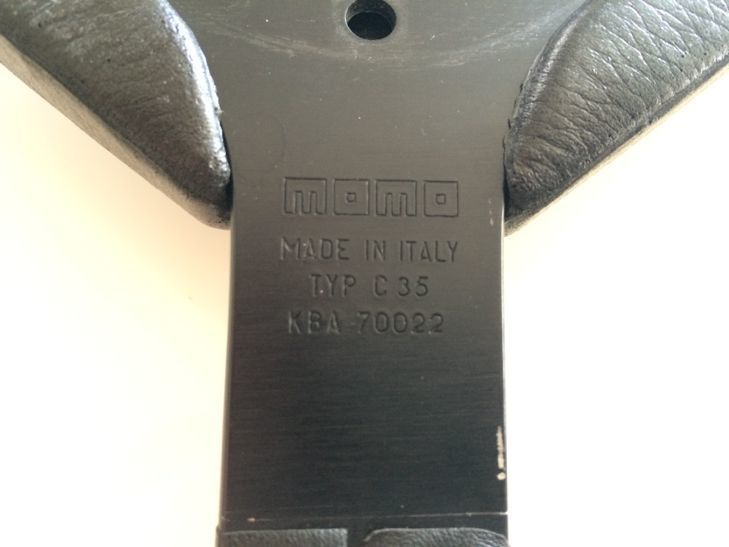 momo
MADE IN ITALY
TYP C 35
KBA 70022